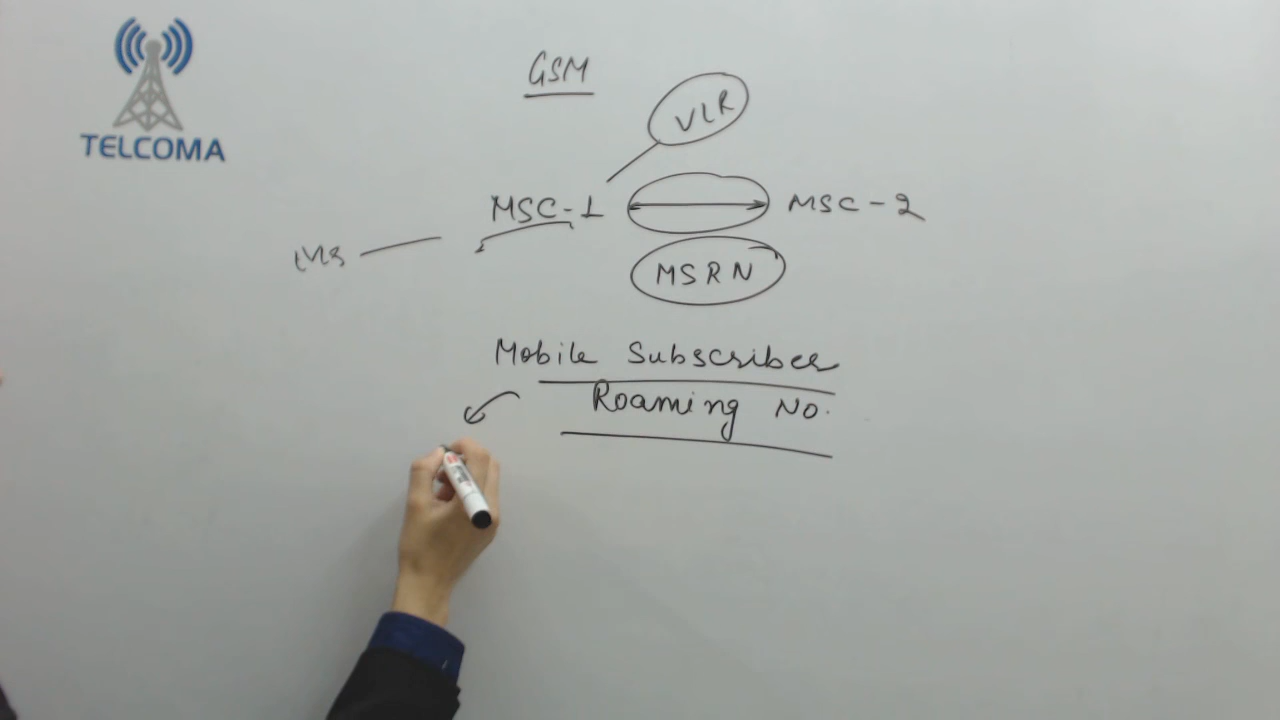 TELCOMA
GSM
VLR
MSC-1 MSC-2
MS
MSRN
Mobile Subscriber
Roaming No.